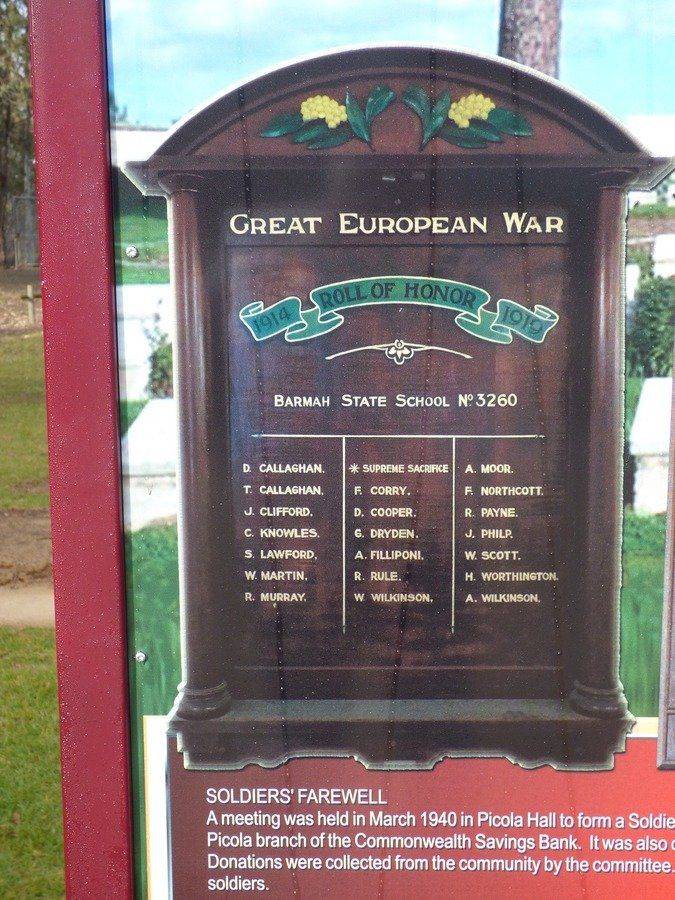 GREAT EUROPEAN WAR
1914 ROLL OF HONOR 1919
BARMAH STATE SCHOOL Nº 3260
D. CALLAGHAN.
T. CALLAGHAN.
J. CLIFFORD.
C. KNOWLES.
S. LAWFORD.
W. MARTIN.
R. MURRAY.
* SUPREME SACRIFICE
F. CORRY.
D. COOPER.
G. DRYDEN.
A. FILLIPONI.
R. RULE.
W. WILKINSON.
A. MOOR.
F. NORTHCOTT.
R. PAYNE.
J. PHILP.
W. SCOTT.
H. WORTHINGTON.
A. WILKINSON.
SOLDIERS' FAREWELL
A meeting was held in March 1940 in Picola Hall to form a Soldie
Picola branch of the Commonwealth Savings Bank. It was also
Donations were collected from the community by the committee.
soldiers.